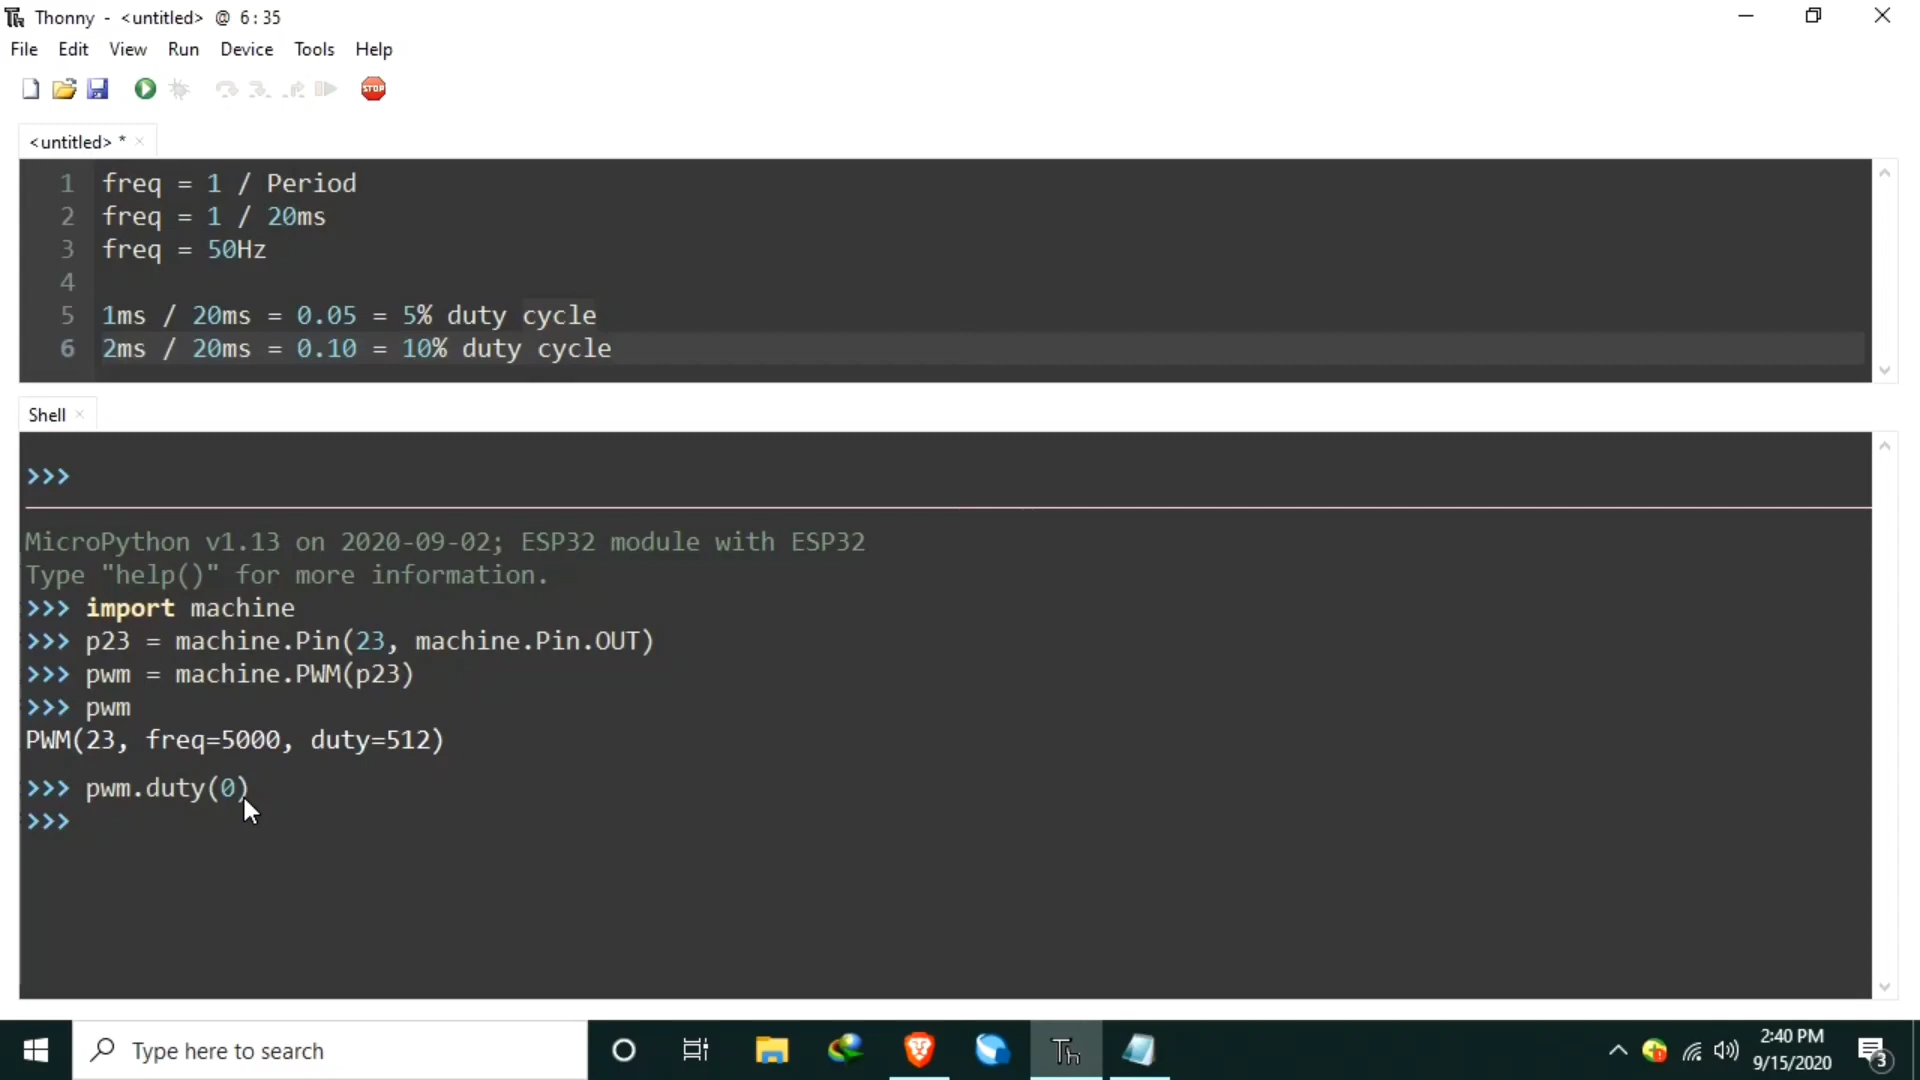 Thonny - <untitled> @ 6:35
File Edit View Run Device Tools Help
STOP
<untitled> *
1 freq = 1 / Period
2 freq = 1 / 20ms
3 freq = 50Hz
4
5 1ms / 20ms = 0.05 = 5% duty cycle
6 2ms / 20ms = 0.10 = 10% duty cycle
Shell
>>>
MicroPython v1.13 on 2020-09-02; ESP32 module with ESP32
Type "help()" for more information.
>>> import machine
>>> p23 = machine.Pin(23, machine.Pin.OUT)
>>> pwm = machine.PWM(p23)
>>> pwm
PWM(23, freq=5000, duty=512)
>>> pwm.duty(0)
>>>
Type here to search
Th
2:40 PM
9/15/2020
3